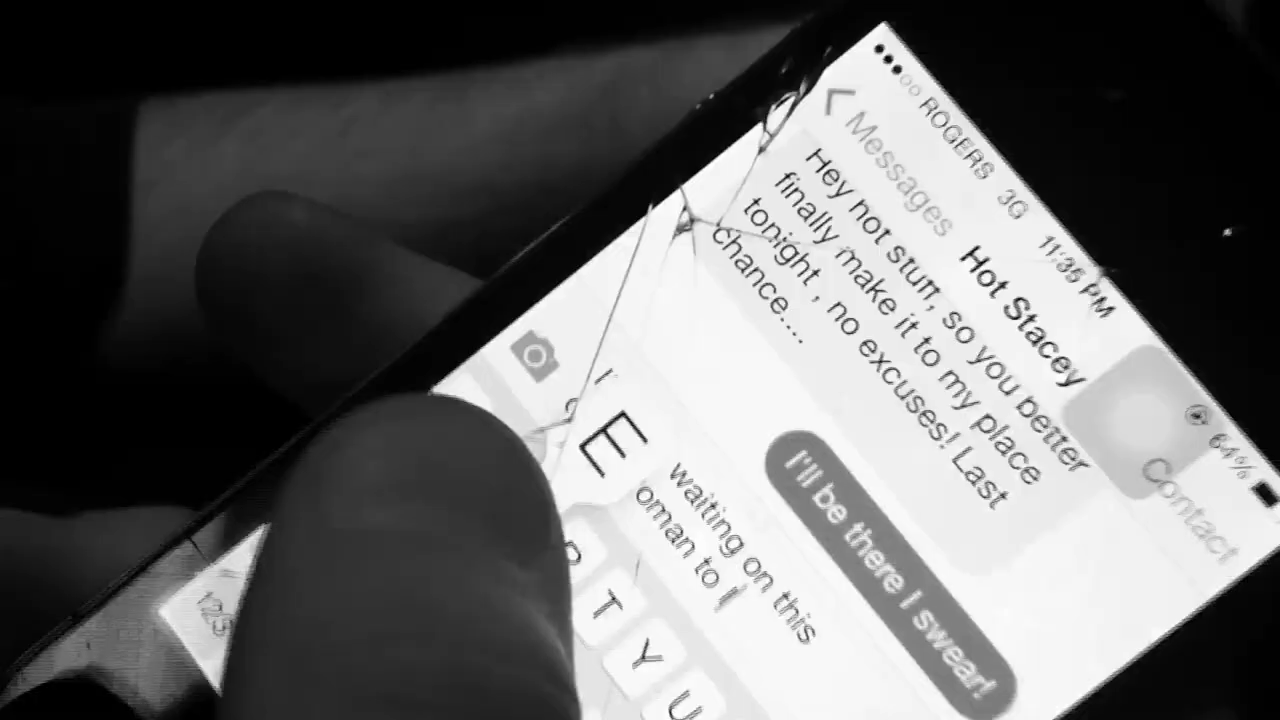 ROGERS 3G 11:35 PM 64%
Messages Hot Stacey Contact
Hey hot stuff, so you better
finally make it to my place
tonight , no excuses! Last
chance....
I'll be there I swear!
waiting on this
oman to
E
T Y U
123